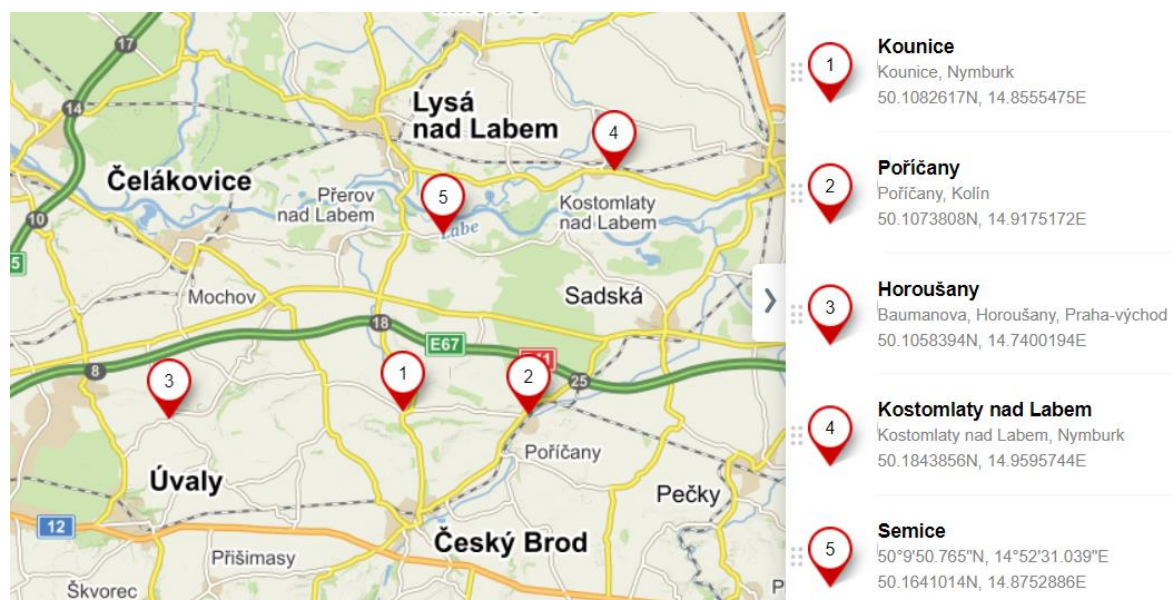 17
14
Lysá
nad Labem
4
Čelákovice
Přerov
nad Labem
5
Kostomlaty
nad Labem
Labe
10
5
Mochov
Sadská
18
E67
8
3
1
2
25
Poříčany
Úvaly
Pečky
12
Český Brod
Přišimasy
Škvorec
P
1
Kounice
Kounice, Nymburk
50.1082617N, 14.8555475E
2
Poříčany
Poříčany, Kolín
50.1073808N, 14.9175172E
3
Horoušany
Baumanova, Horoušany, Praha-východ
50.1058394N, 14.7400194E
4
Kostomlaty nad Labem
Kostomlaty nad Labem, Nymburk
50.1843856N, 14.9595744E
5
Semice
50°9'50.765"N, 14°52'31.039"E
50.1641014N, 14.8752886E